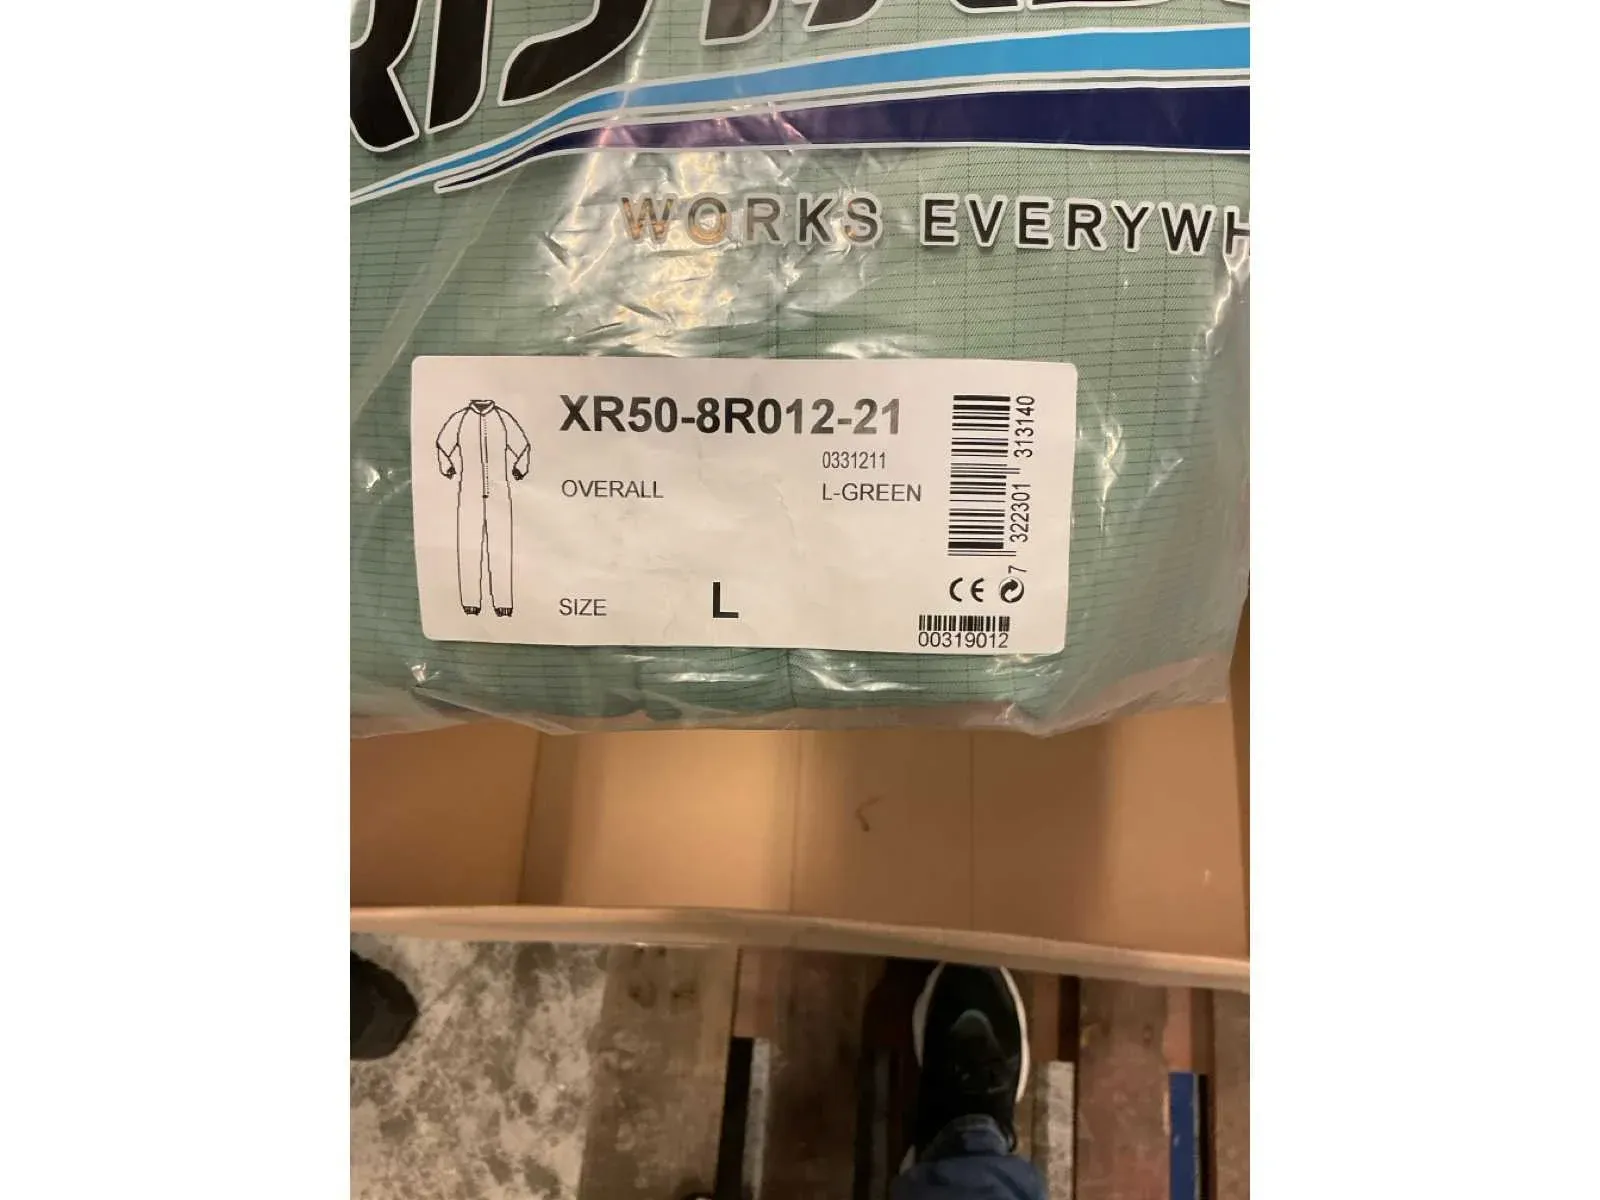 WORKS EVERYWH
XR50-8R012-21
0331211
OVERALL
L-GREEN
SIZE
L
7 322301 313140
CE
00319012